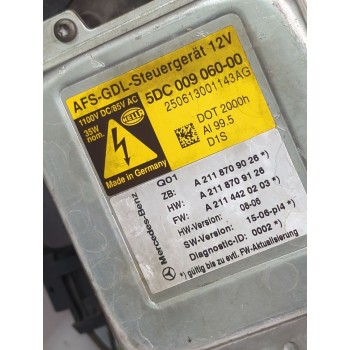 AFS-GDL-Steuergerät 12V
1100V DC/85V AC
35W nom.
HELLA
5DC 009 060-00
250613001143AG
DOT 2000h
AI 99.5
D1S
Made in Germany
Mercedes-Benz
Q01
ZB: A 211 870 90 26 *)
HW: A 211 870 91 26
FW: A 211 442 02 03 *)
HW-Version: 08-06
SW-Version: 15-06-pl4 *)
Diagnostic-ID: 0002 *)
*) gültig bis zu evtl. FW-Aktualisierung